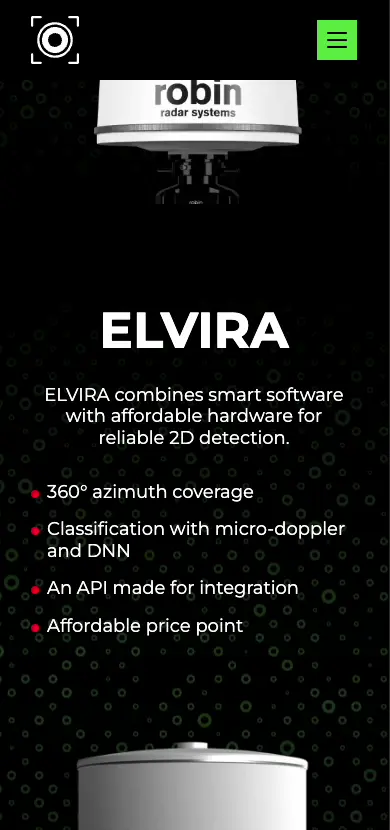 robin
radar systems
robin
ELVIRA
ELVIRA combines smart software
with affordable hardware for
reliable 2D detection.
360° azimuth coverage
Classification with micro-doppler
and DNN
An API made for integration
Affordable price point